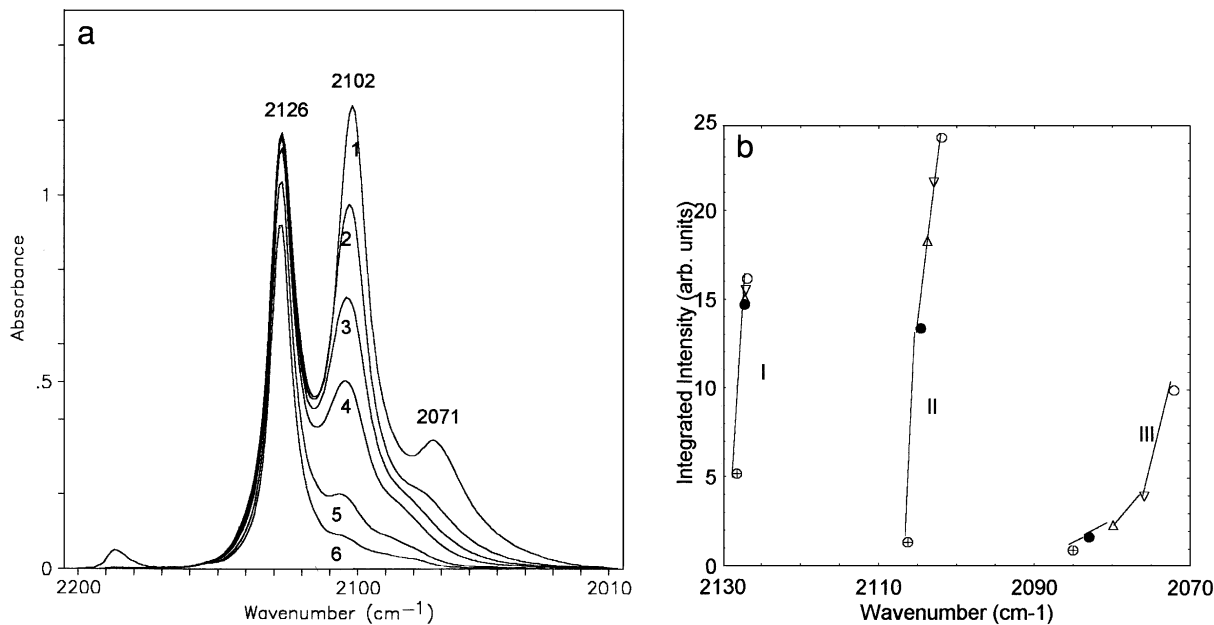 a
2126
2102
2071
1
2
3
4
5
6
Absorbance
1
.5
0
2200
2100
2010
Wavenumber (cm⁻¹)
b
Integrated Intensity (arb. units)
25
20
15
10
5
0
I
II
III
2130
2110
2090
2070
Wavenumber (cm-1)